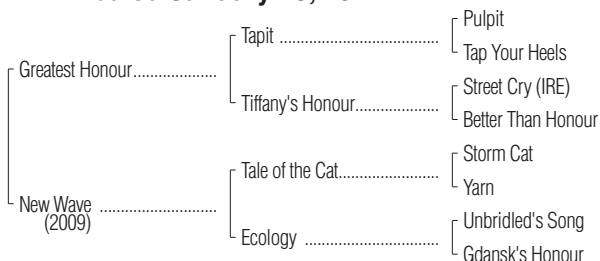 Tapit
Pulpit
Tap Your Heels
Greatest Honour
Tiffany's Honour
Street Cry (IRE)
Better Than Honour
Tale of the Cat
Storm Cat
Yarn
New Wave
(2009)
Ecology
Unbridled's Song
Gdansk's Honour